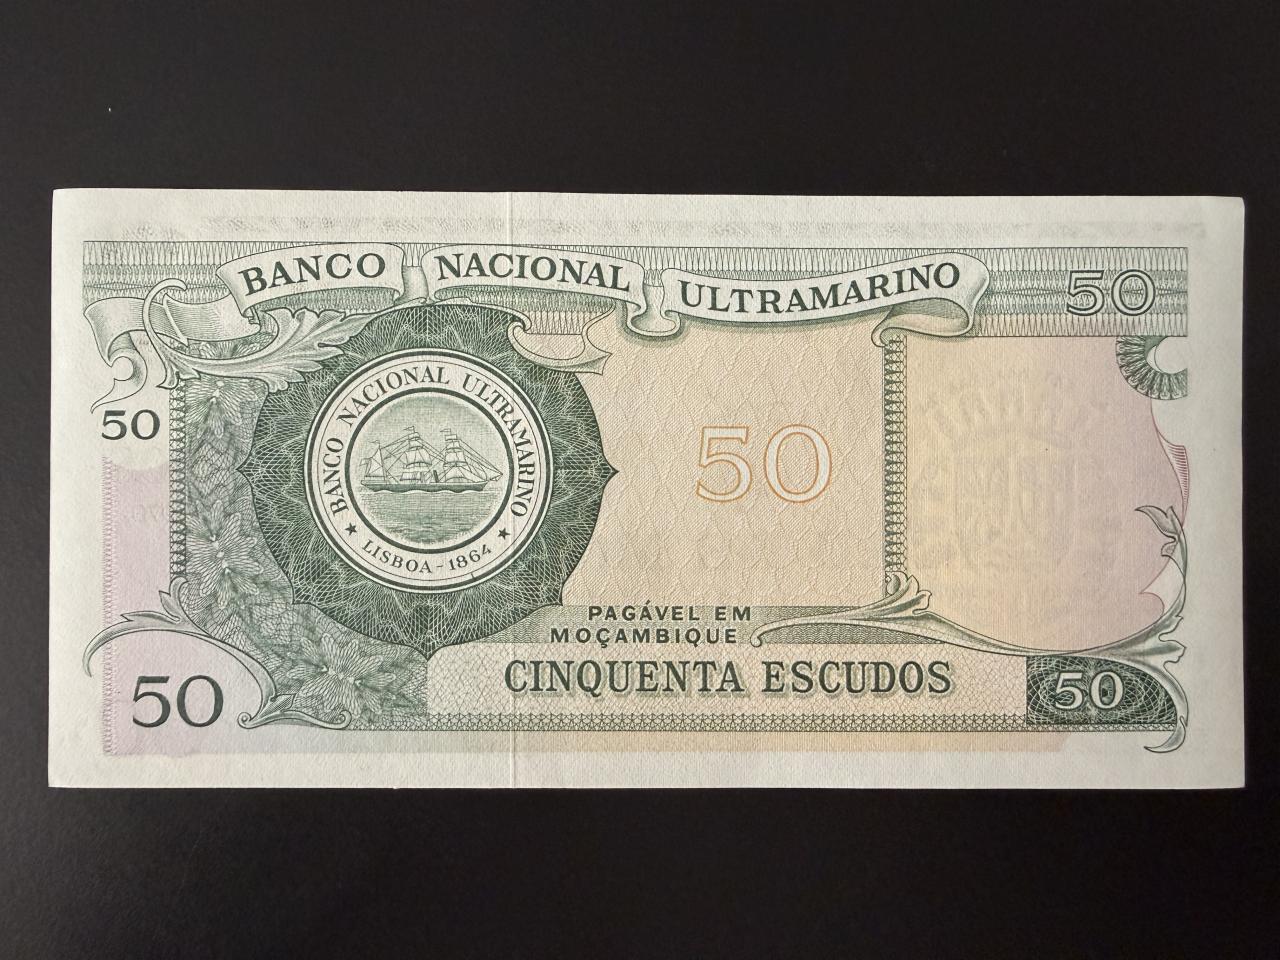 BANCO NACIONAL ULTRAMARINO
50
50
BANCO NACIONAL ULTRAMARINO
★ LISBOA - 1864 ★
50
PAGÁVEL EM
MOÇAMBIQUE
CINQUENTA ESCUDOS
50
50